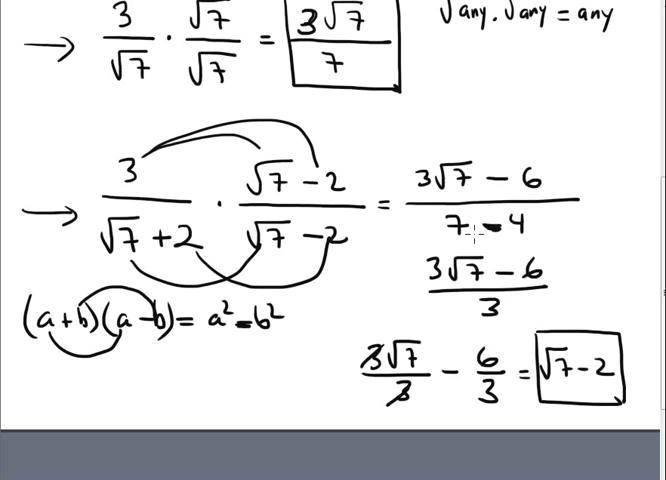 → 3/√7 · √7/√7 = 3√7/7
√any · √any = any
→ 3/(√7 + 2) · (√7 − 2)/(√7 − 2) = (3√7 − 6)/(7 − 4)
(3√7 − 6)/3
(a + b)(a − b) = a² − b²
3√7/3 − 6/3 = √7 − 2